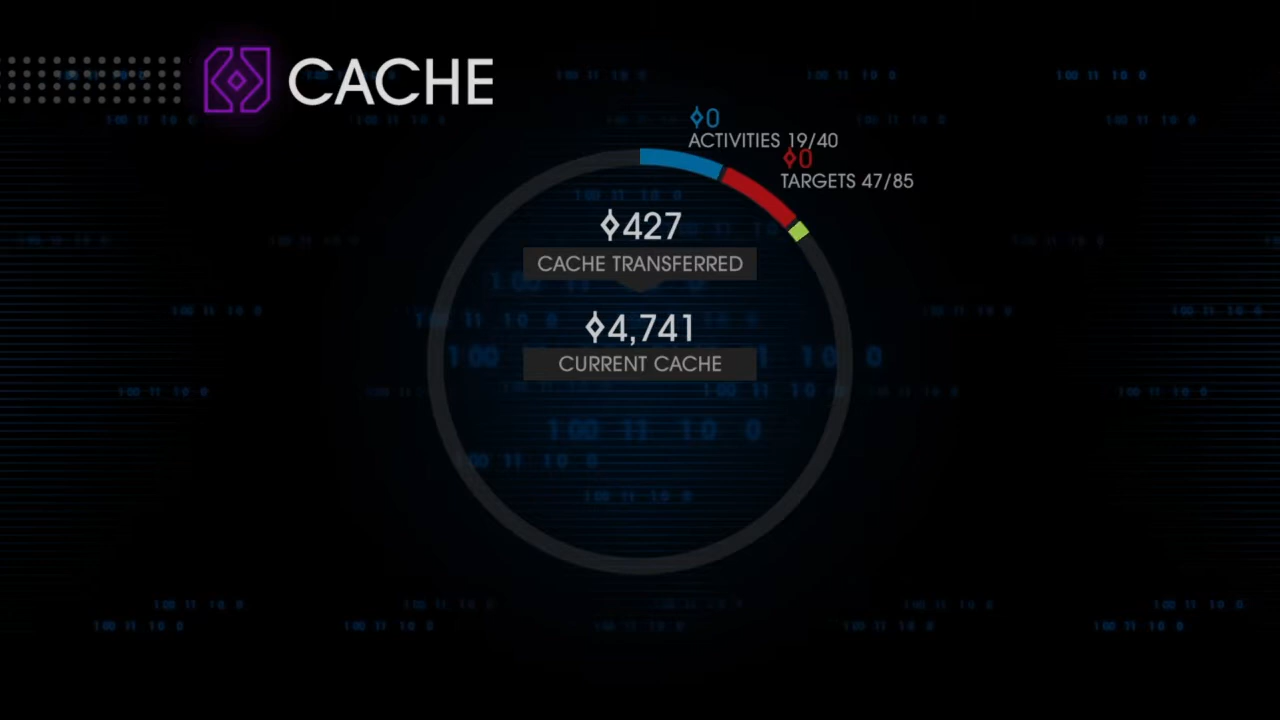 CACHE
0
ACTIVITIES 19/40
0
TARGETS 47/85
427
CACHE TRANSFERRED
4,741
CURRENT CACHE